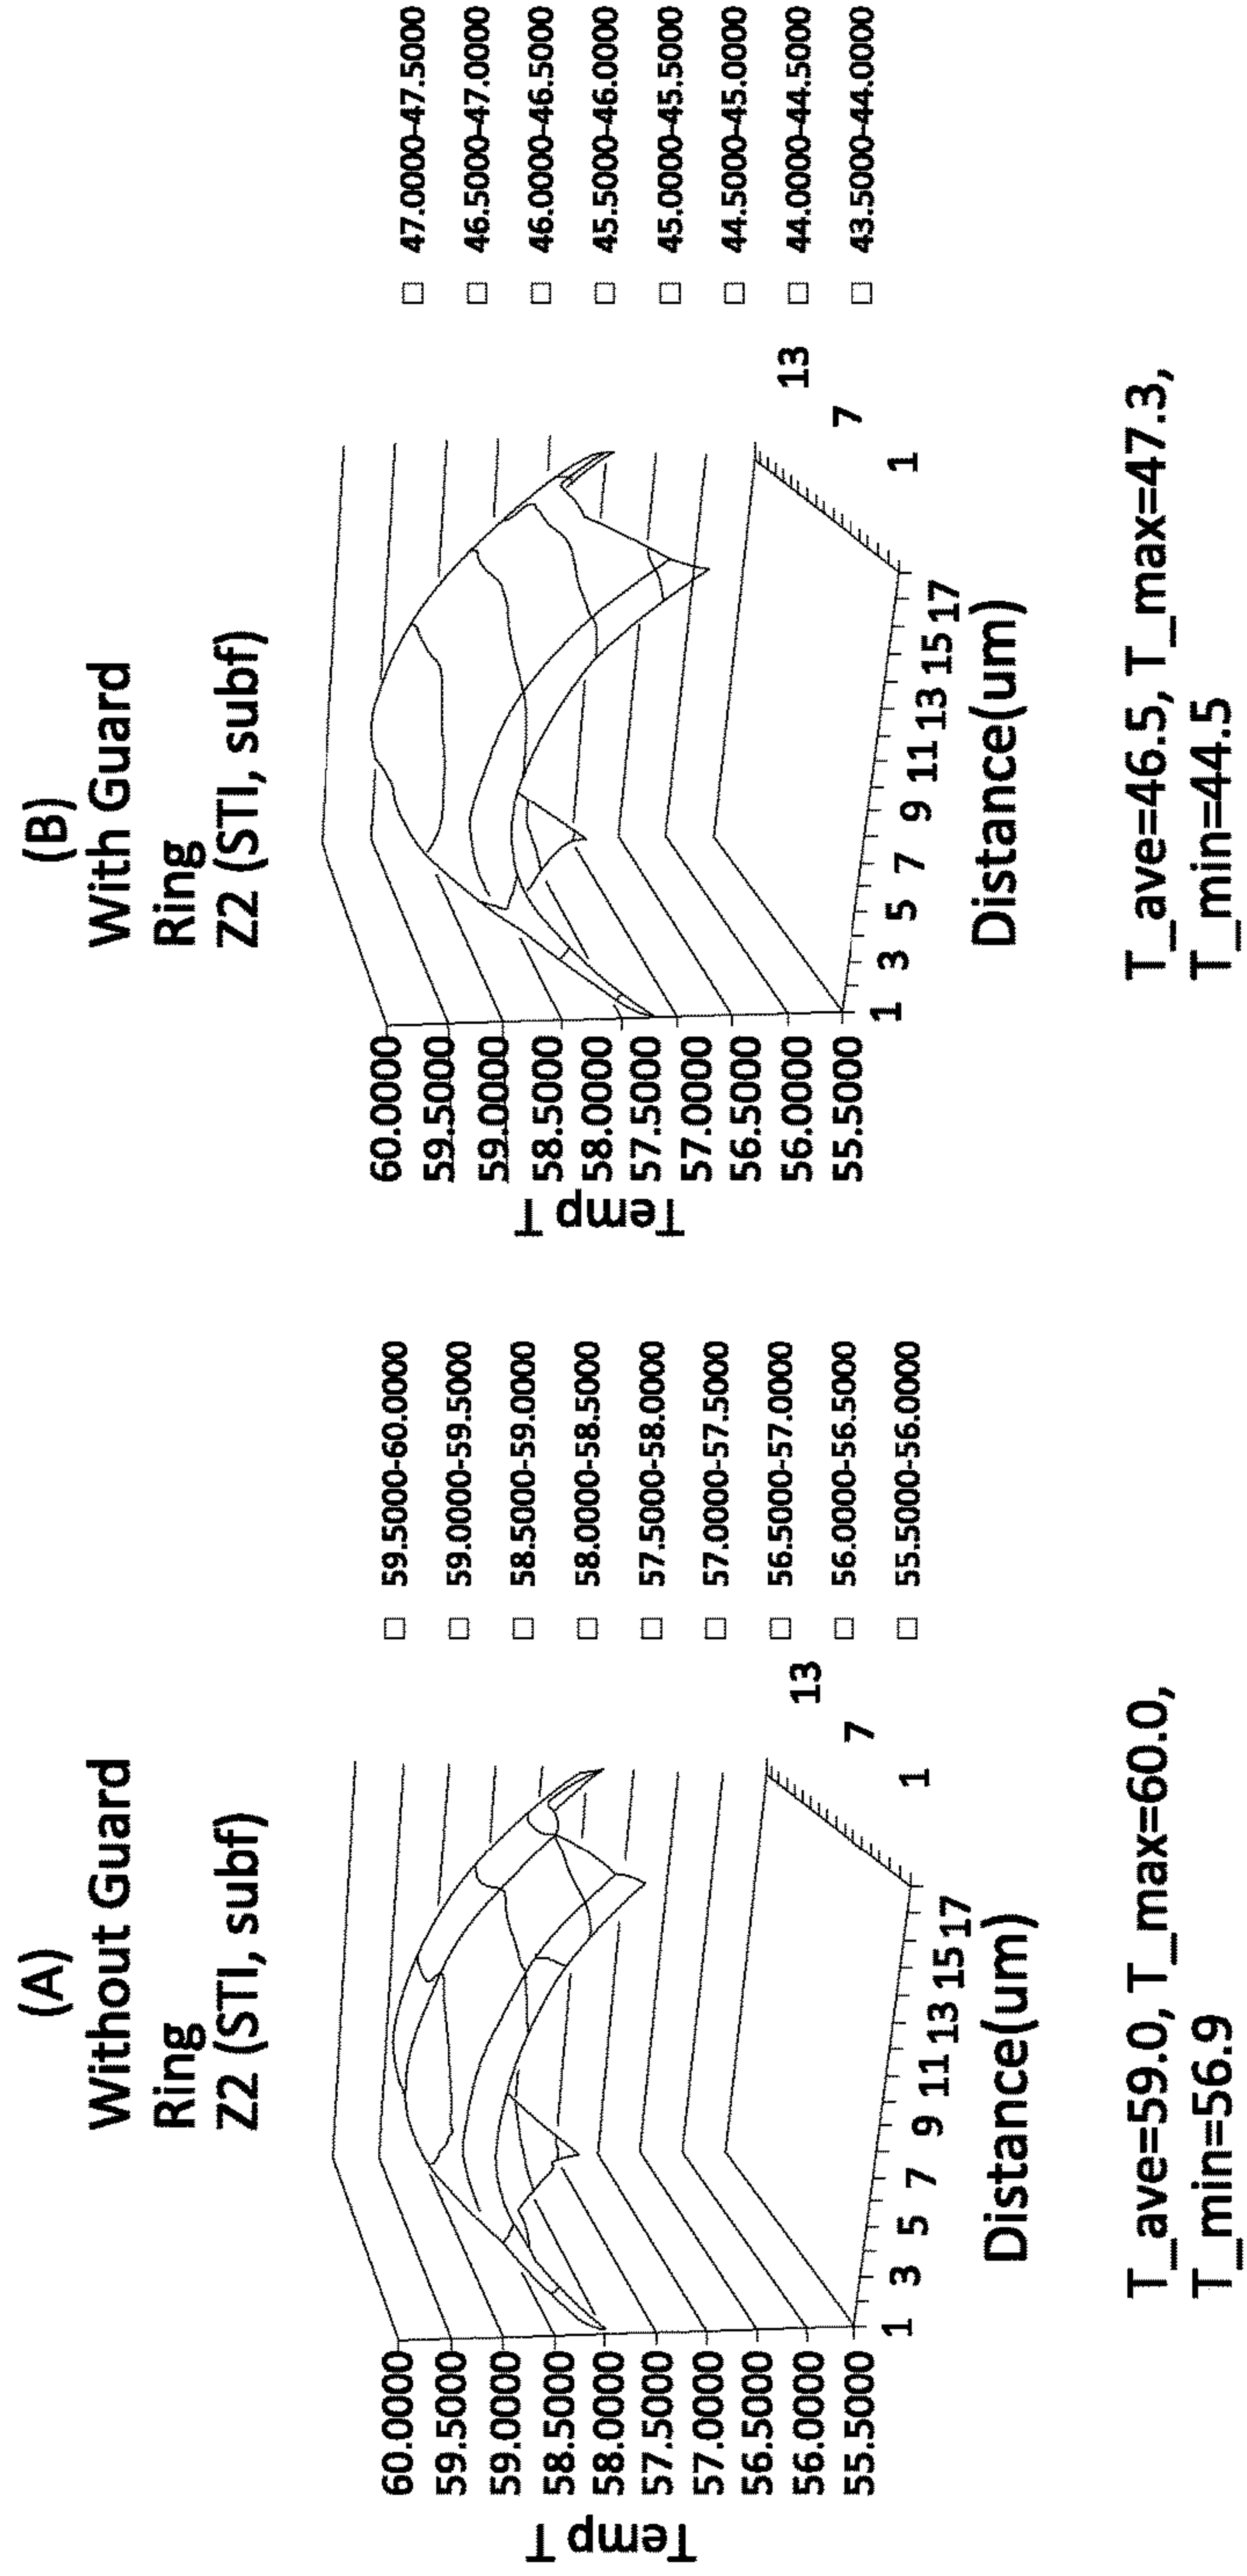 (A)
Without Guard
Ring
Z2 (STI, subf)
Temp T
60.0000
59.5000
59.0000
58.5000
58.0000
57.5000
57.0000
56.5000
56.0000
55.5000
1 3 5 7 9 11 13 15 17
Distance(um)
1
7
13
□ 59.5000-60.0000
□ 59.0000-59.5000
□ 58.5000-59.0000
□ 58.0000-58.5000
□ 57.5000-58.0000
□ 57.0000-57.5000
□ 56.5000-57.0000
□ 56.0000-56.5000
□ 55.5000-56.0000
T_ave=59.0, T_max=60.0,
T_min=56.9
(B)
With Guard
Ring
Z2 (STI, subf)
Temp T
60.0000
59.5000
59.0000
58.5000
58.0000
57.5000
57.0000
56.5000
56.0000
55.5000
1 3 5 7 9 11 13 15 17
Distance(um)
1
7
13
□ 47.0000-47.5000
□ 46.5000-47.0000
□ 46.0000-46.5000
□ 45.5000-46.0000
□ 45.0000-45.5000
□ 44.5000-45.0000
□ 44.0000-44.5000
□ 43.5000-44.0000
T_ave=46.5, T_max=47.3,
T_min=44.5